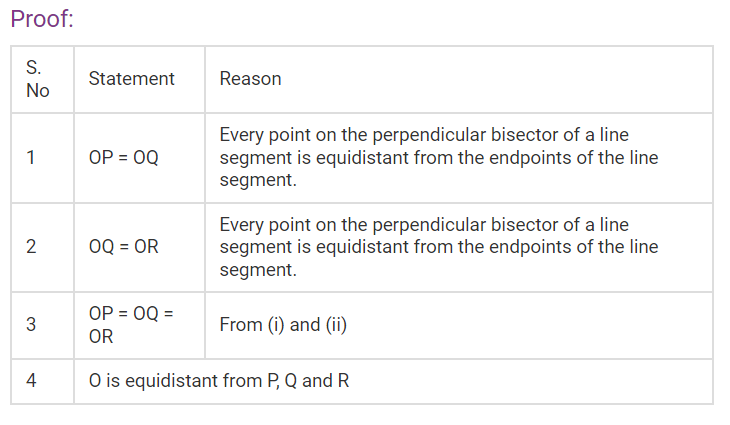 Proof:
S.
No
Statement
Reason
1
OP = OQ
Every point on the perpendicular bisector of a line
segment is equidistant from the endpoints of the line
segment.
2
OQ = OR
Every point on the perpendicular bisector of a line
segment is equidistant from the endpoints of the line
segment.
3
OP = OQ =
OR
From (i) and (ii)
4
O is equidistant from P, Q and R